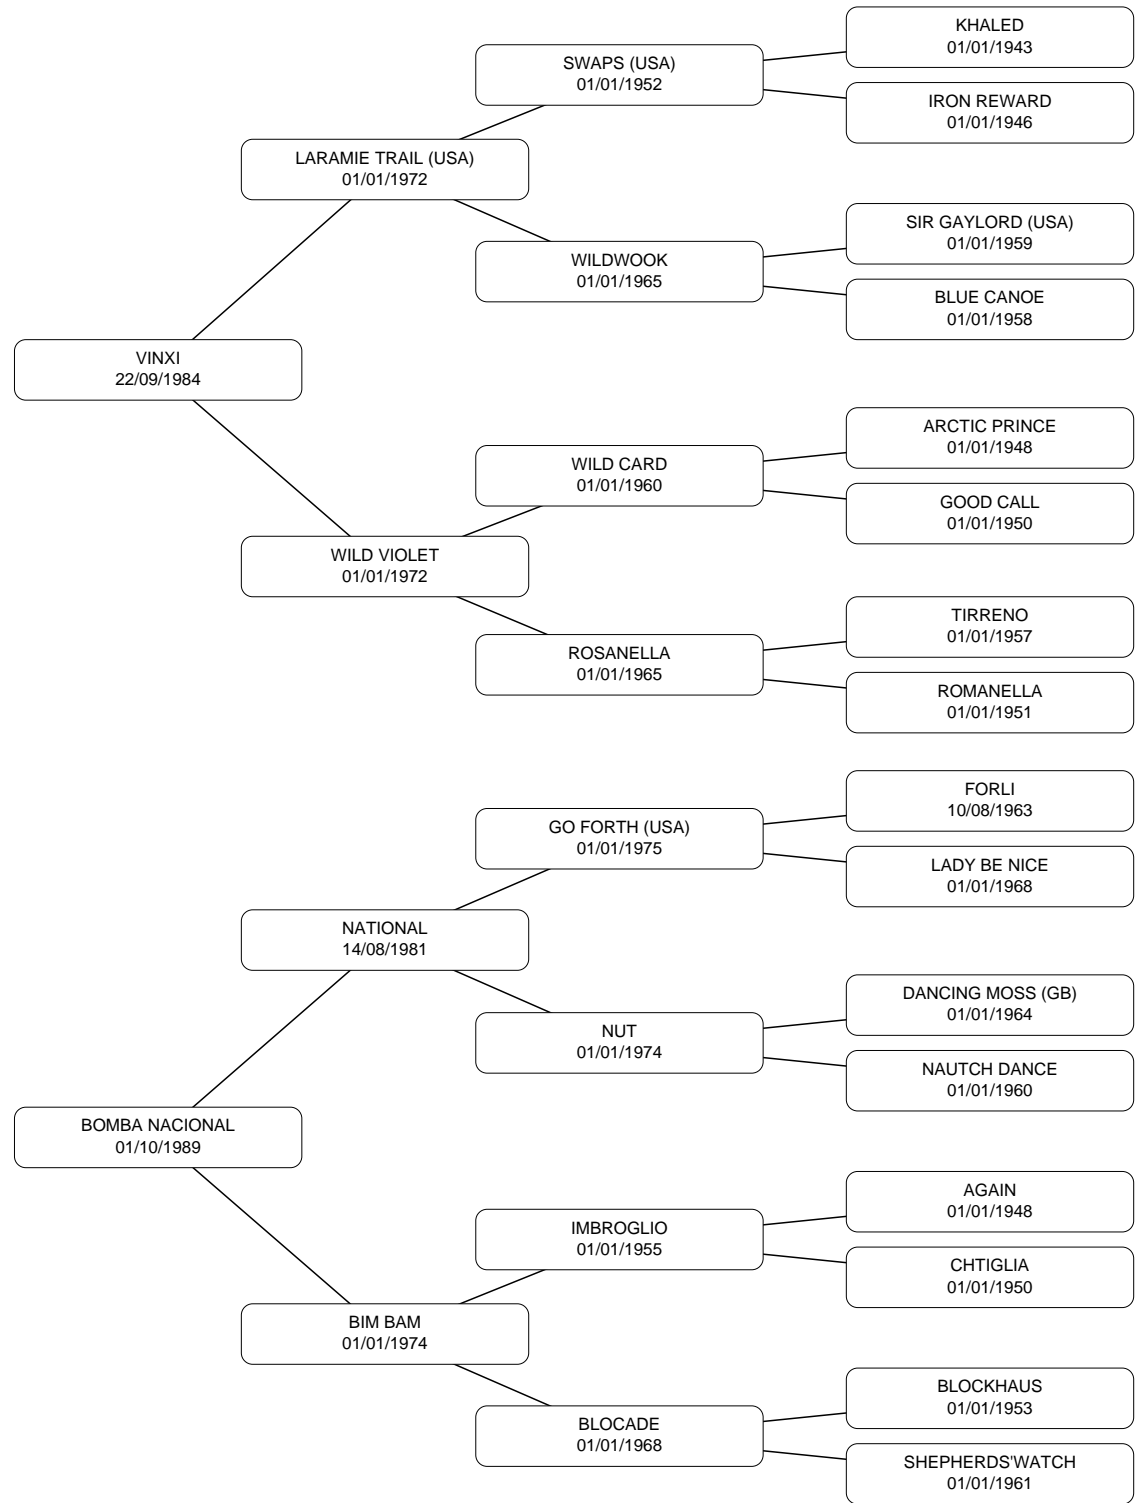 KHALED
01/01/1943
SWAPS (USA)
01/01/1952
IRON REWARD
01/01/1946
LARAMIE TRAIL (USA)
01/01/1972
SIR GAYLORD (USA)
01/01/1959
WILDWOOK
01/01/1965
BLUE CANOE
01/01/1958
VINXI
22/09/1984
ARCTIC PRINCE
01/01/1948
WILD CARD
01/01/1960
GOOD CALL
01/01/1950
WILD VIOLET
01/01/1972
TIRRENO
01/01/1957
ROSANELLA
01/01/1965
ROMANELLA
01/01/1951
FORLI
10/08/1963
GO FORTH (USA)
01/01/1975
LADY BE NICE
01/01/1968
NATIONAL
14/08/1981
DANCING MOSS (GB)
01/01/1964
NUT
01/01/1974
NAUTCH DANCE
01/01/1960
BOMBA NACIONAL
01/10/1989
AGAIN
01/01/1948
IMBROGLIO
01/01/1955
CHTIGLIA
01/01/1950
BIM BAM
01/01/1974
BLOCKHAUS
01/01/1953
BLOCADE
01/01/1968
SHEPHERDS'WATCH
01/01/1961